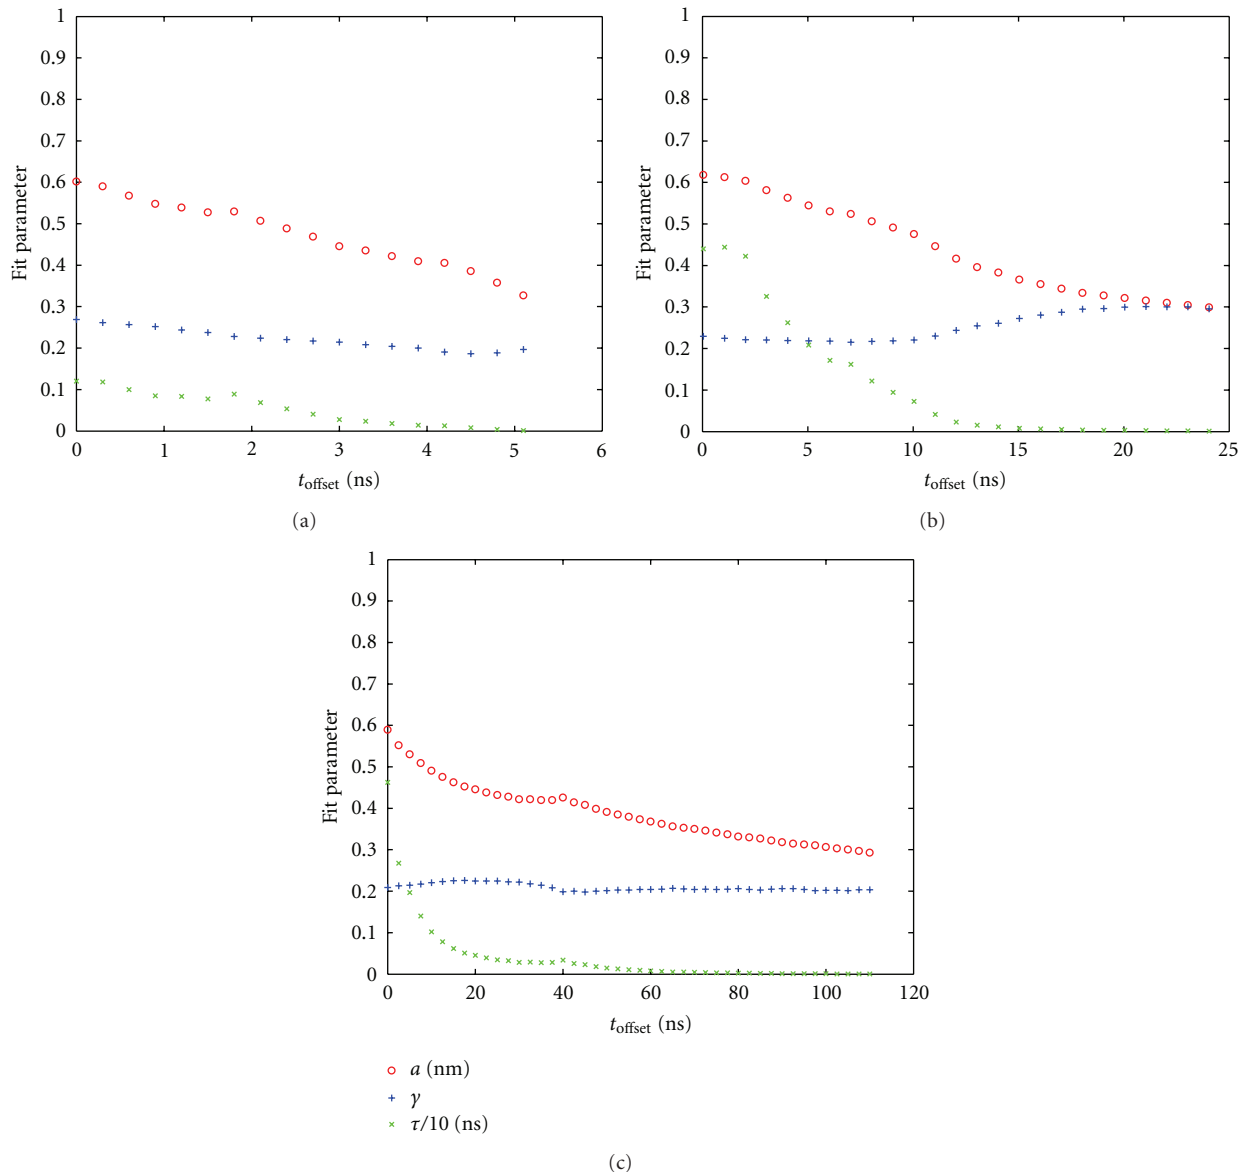 1
0.9
0.8
0.7
0.6
0.5
0.4
0.3
0.2
0.1
0
Fit parameter
0 1 2 3 4 5 6
t_offset (ns)
(a)
1
0.9
0.8
0.7
0.6
0.5
0.4
0.3
0.2
0.1
0
Fit parameter
0 5 10 15 20 25
t_offset (ns)
(b)
1
0.9
0.8
0.7
0.6
0.5
0.4
0.3
0.2
0.1
0
Fit parameter
0 20 40 60 80 100 120
t_offset (ns)
a (nm)
γ
τ/10 (ns)
(c)